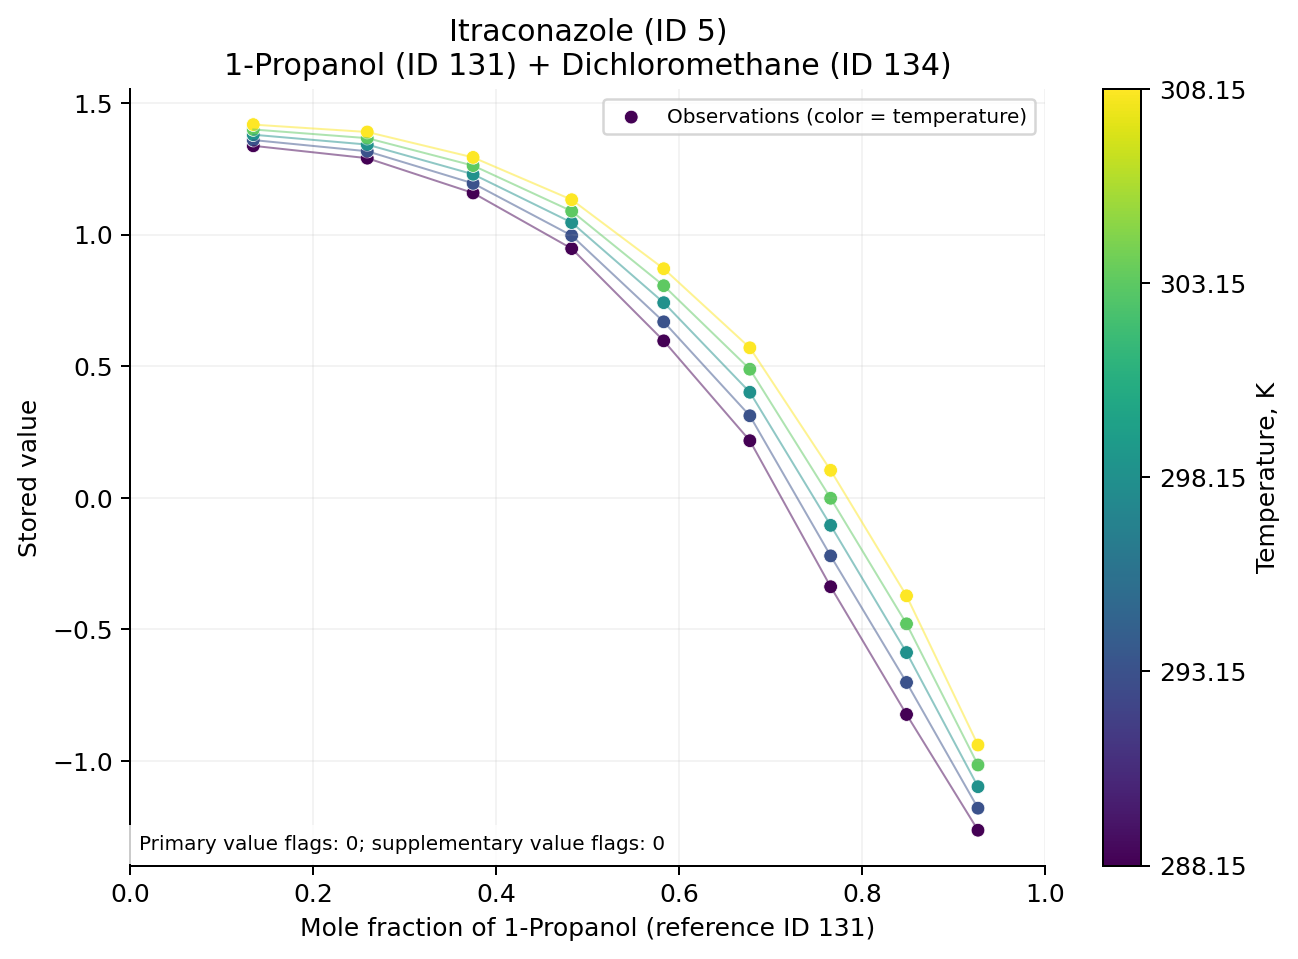 Itraconazole (ID 5)
1-Propanol (ID 131) + Dichloromethane (ID 134)
Observations (color = temperature)
Stored value
1.5
1.0
0.5
0.0
−0.5
−1.0
Primary value flags: 0; supplementary value flags: 0
0.0
0.2
0.4
0.6
0.8
1.0
Mole fraction of 1-Propanol (reference ID 131)
308.15
303.15
298.15
293.15
288.15
Temperature, K